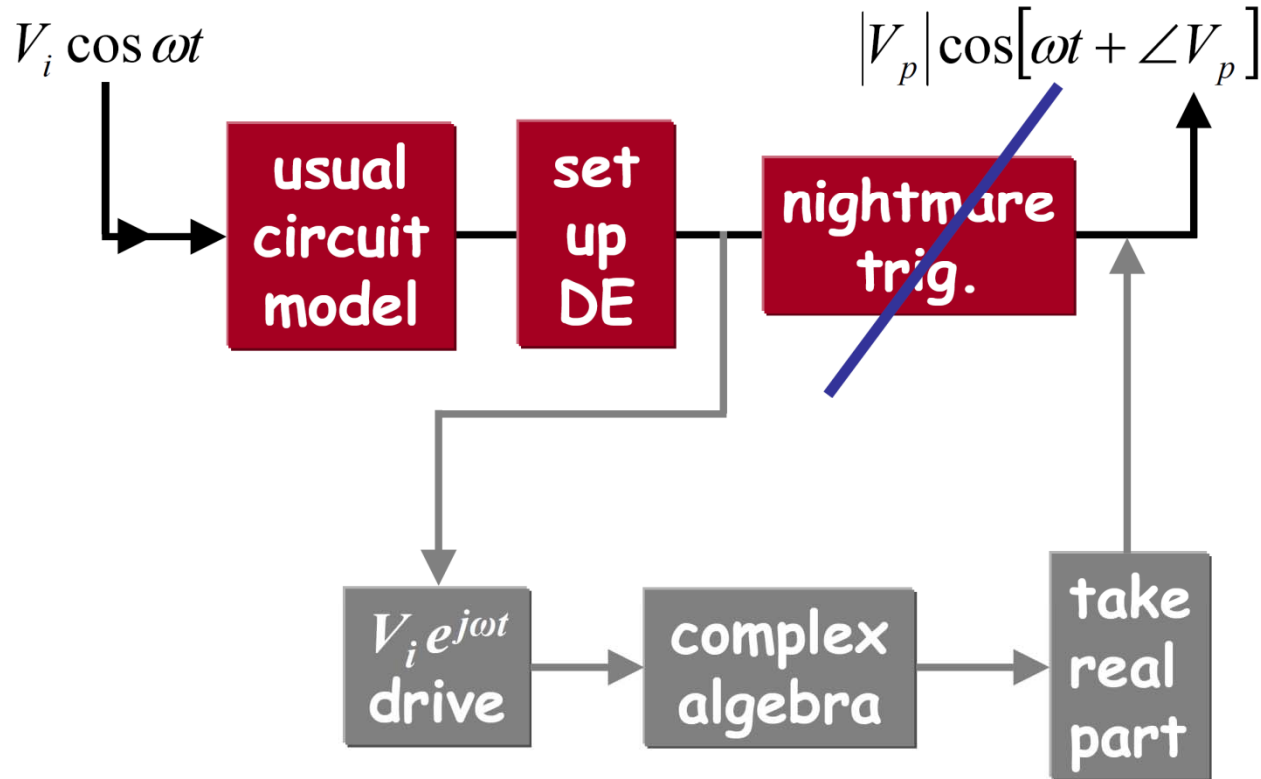 V_i cos ωt
|V_p| cos[ωt + ∠V_p]
usual
circuit
model
set
up
DE
nightmare
trig.
V_i e^{jωt}
drive
complex
algebra
take
real
part